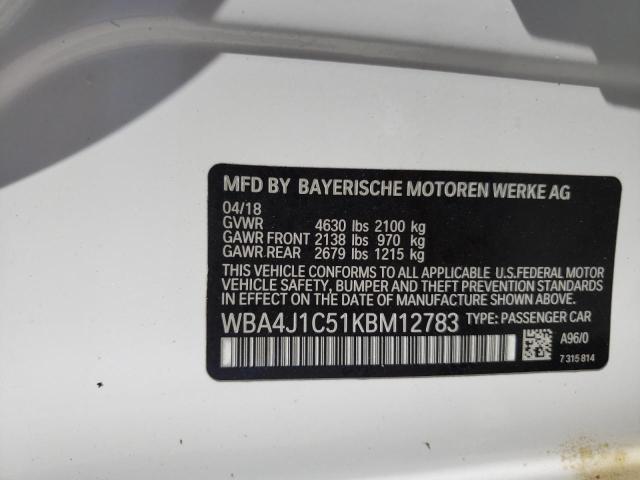 MFD BY BAYERISCHE MOTOREN WERKE AG
04/18
GVWR 4630 lbs 2100 kg
GAWR FRONT 2138 lbs 970 kg
GAWR REAR 2679 lbs 1215 kg
THIS VEHICLE CONFORMS TO ALL APPLICABLE U.S.FEDERAL MOTOR
VEHICLE SAFETY, BUMPER AND THEFT PREVENTION STANDARDS
IN EFFECT ON THE DATE OF MANUFACTURE SHOWN ABOVE.
WBA4J1C51KBM12783 TYPE: PASSENGER CAR
A96/0
7 315 814